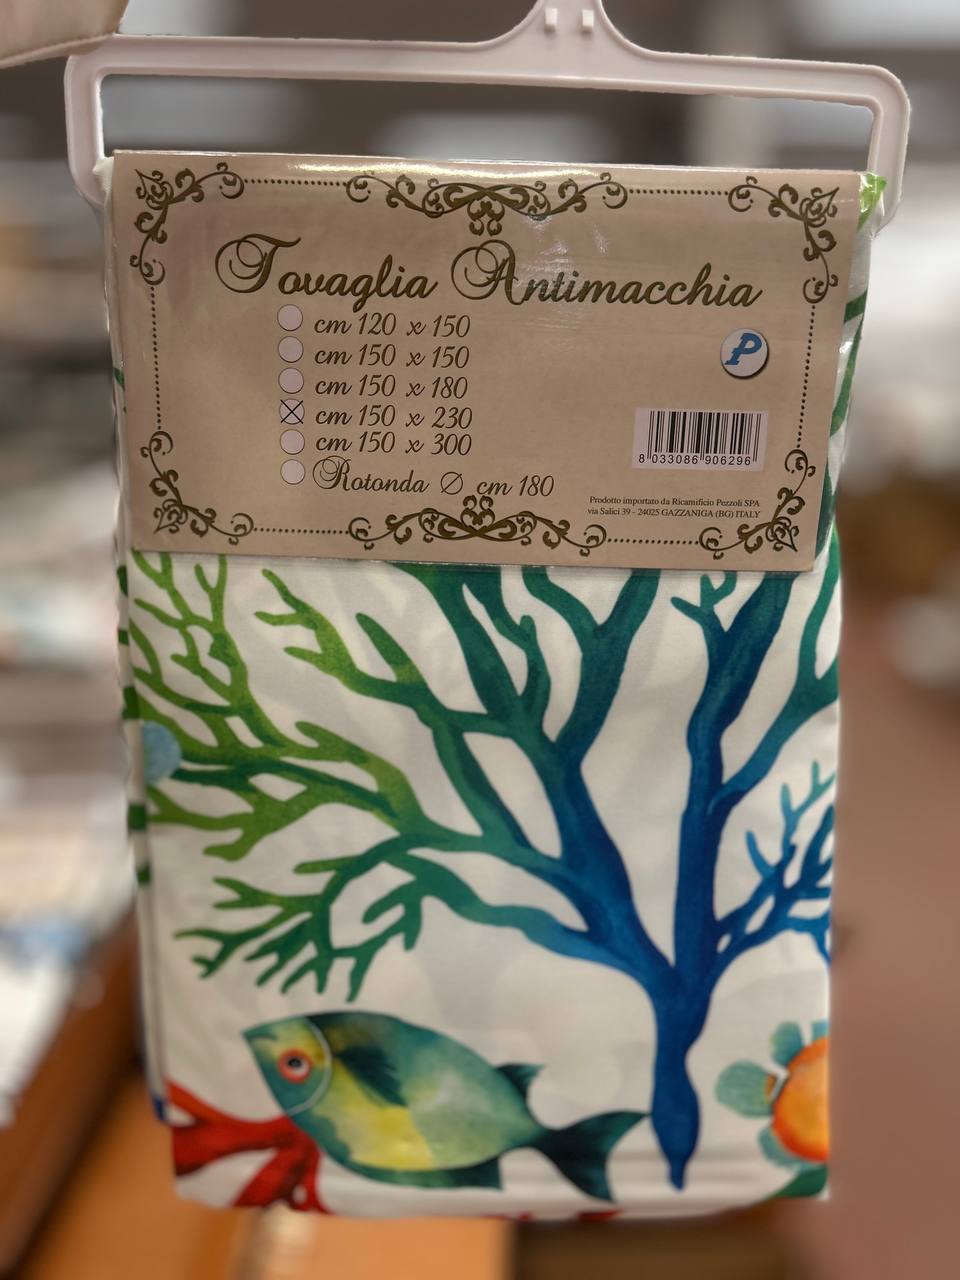 Tovaglia Antimacchia
cm 120 x 150
cm 150 x 150
cm 150 x 180
cm 150 x 230
cm 150 x 300
Rotonda Ø cm 180
P
8 033086 906296
Prodotto importato da Ricamificio Pezzoli SPA
via Salici 39 - 24025 GAZZANIGA (BG) ITALY